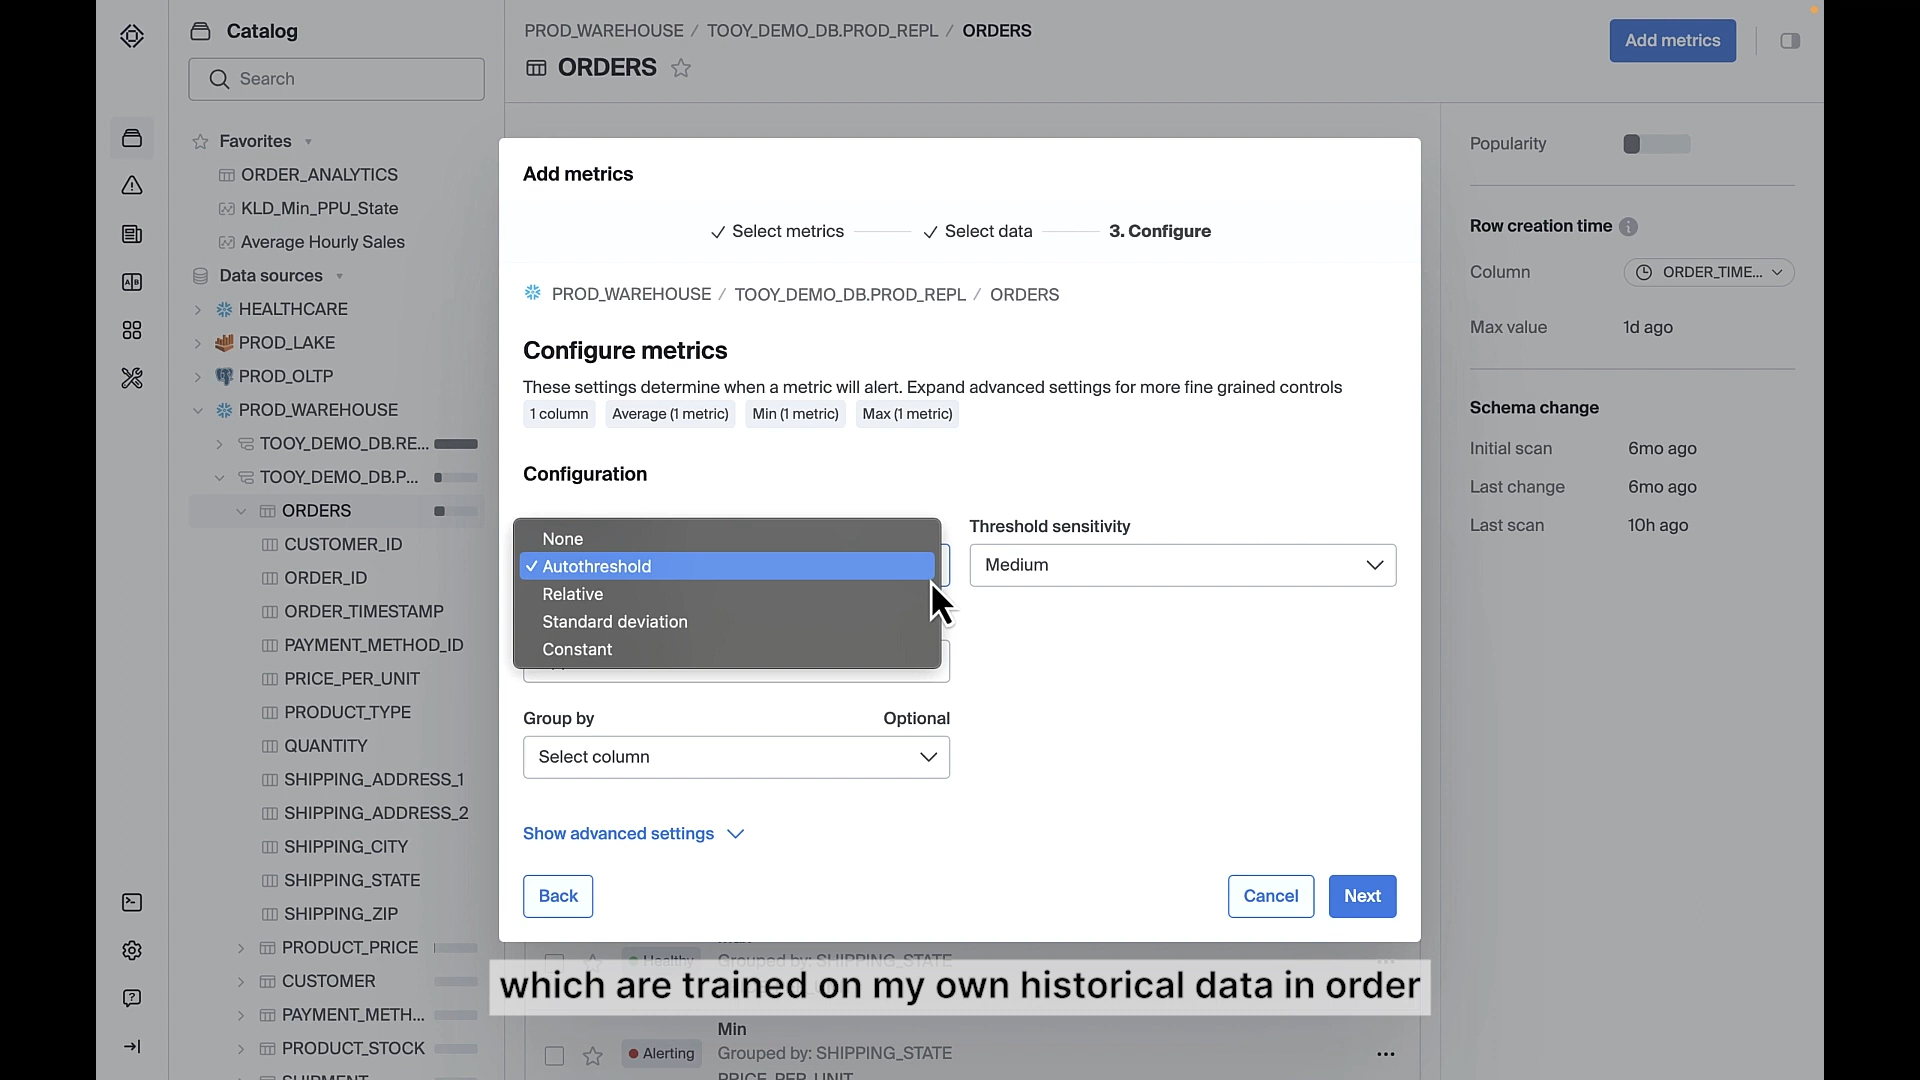 Catalog
Search
Favorites
ORDER_ANALYTICS
KLD_Min_PPU_State
Average Hourly Sales
Data sources
HEALTHCARE
PROD_LAKE
PROD_OLTP
PROD_WAREHOUSE
TOOY_DEMO_DB.RE...
TOOY_DEMO_DB.P...
ORDERS
CUSTOMER_ID
ORDER_ID
ORDER_TIMESTAMP
PAYMENT_METHOD_ID
PRICE_PER_UNIT
PRODUCT_TYPE
QUANTITY
SHIPPING_ADDRESS_1
SHIPPING_ADDRESS_2
SHIPPING_CITY
SHIPPING_STATE
SHIPPING_ZIP
PRODUCT_PRICE
CUSTOMER
PAYMENT_METH...
PRODUCT_STOCK
SHIPMENT
PROD_WAREHOUSE / TOOY_DEMO_DB.PROD_REPL / ORDERS
ORDERS
Add metrics
Add metrics
Select metrics Select data 3. Configure
PROD_WAREHOUSE / TOOY_DEMO_DB.PROD_REPL / ORDERS
Configure metrics
These settings determine when a metric will alert. Expand advanced settings for more fine grained controls
1 column Average (1 metric) Min (1 metric) Max (1 metric)
Configuration
None
Autothreshold
Relative
Standard deviation
Constant
Threshold sensitivity
Medium
Group by Optional
Select column
Show advanced settings
Back Cancel Next
Healthy Grouped by: SHIPPING_STATE
which are trained on my own historical data in order
Min
Alerting Grouped by: SHIPPING_STATE
PRICE_PER_UNIT
Popularity
Row creation time
Column ORDER_TIME...
Max value 1d ago
Schema change
Initial scan 6mo ago
Last change 6mo ago
Last scan 10h ago